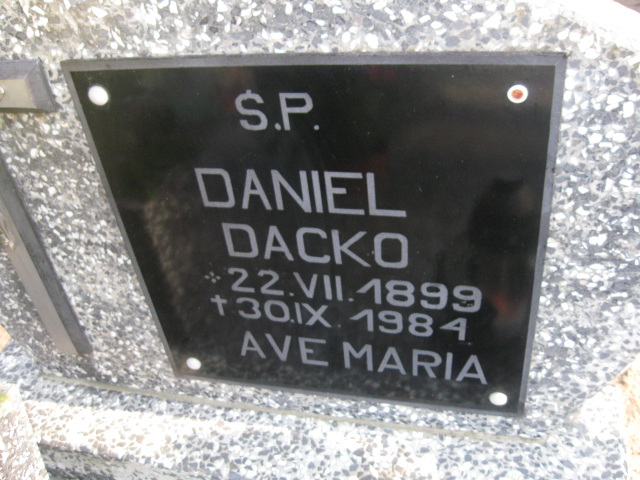 Ś.P.
DANIEL
DACKO
* 22.VII.1899
† 30.IX.1984
AVE MARIA